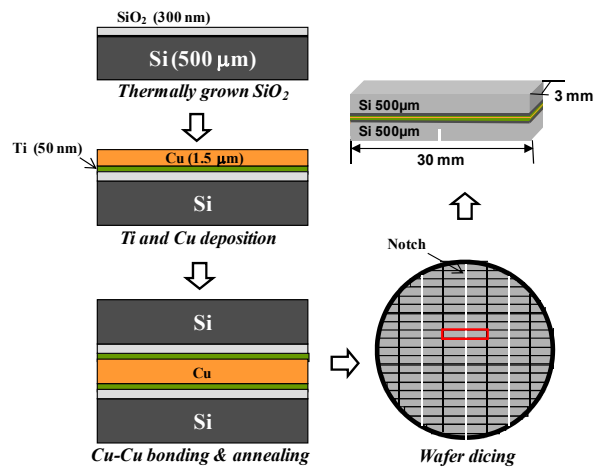 SiO₂ (300 nm)
Si (500 μm)
Thermally grown SiO₂
Ti (50 nm)
Cu (1.5 μm)
Si
Ti and Cu deposition
Si
Cu
Si
Cu-Cu bonding & annealing
Notch
Wafer dicing
Si 500μm
Si 500μm
3 mm
30 mm